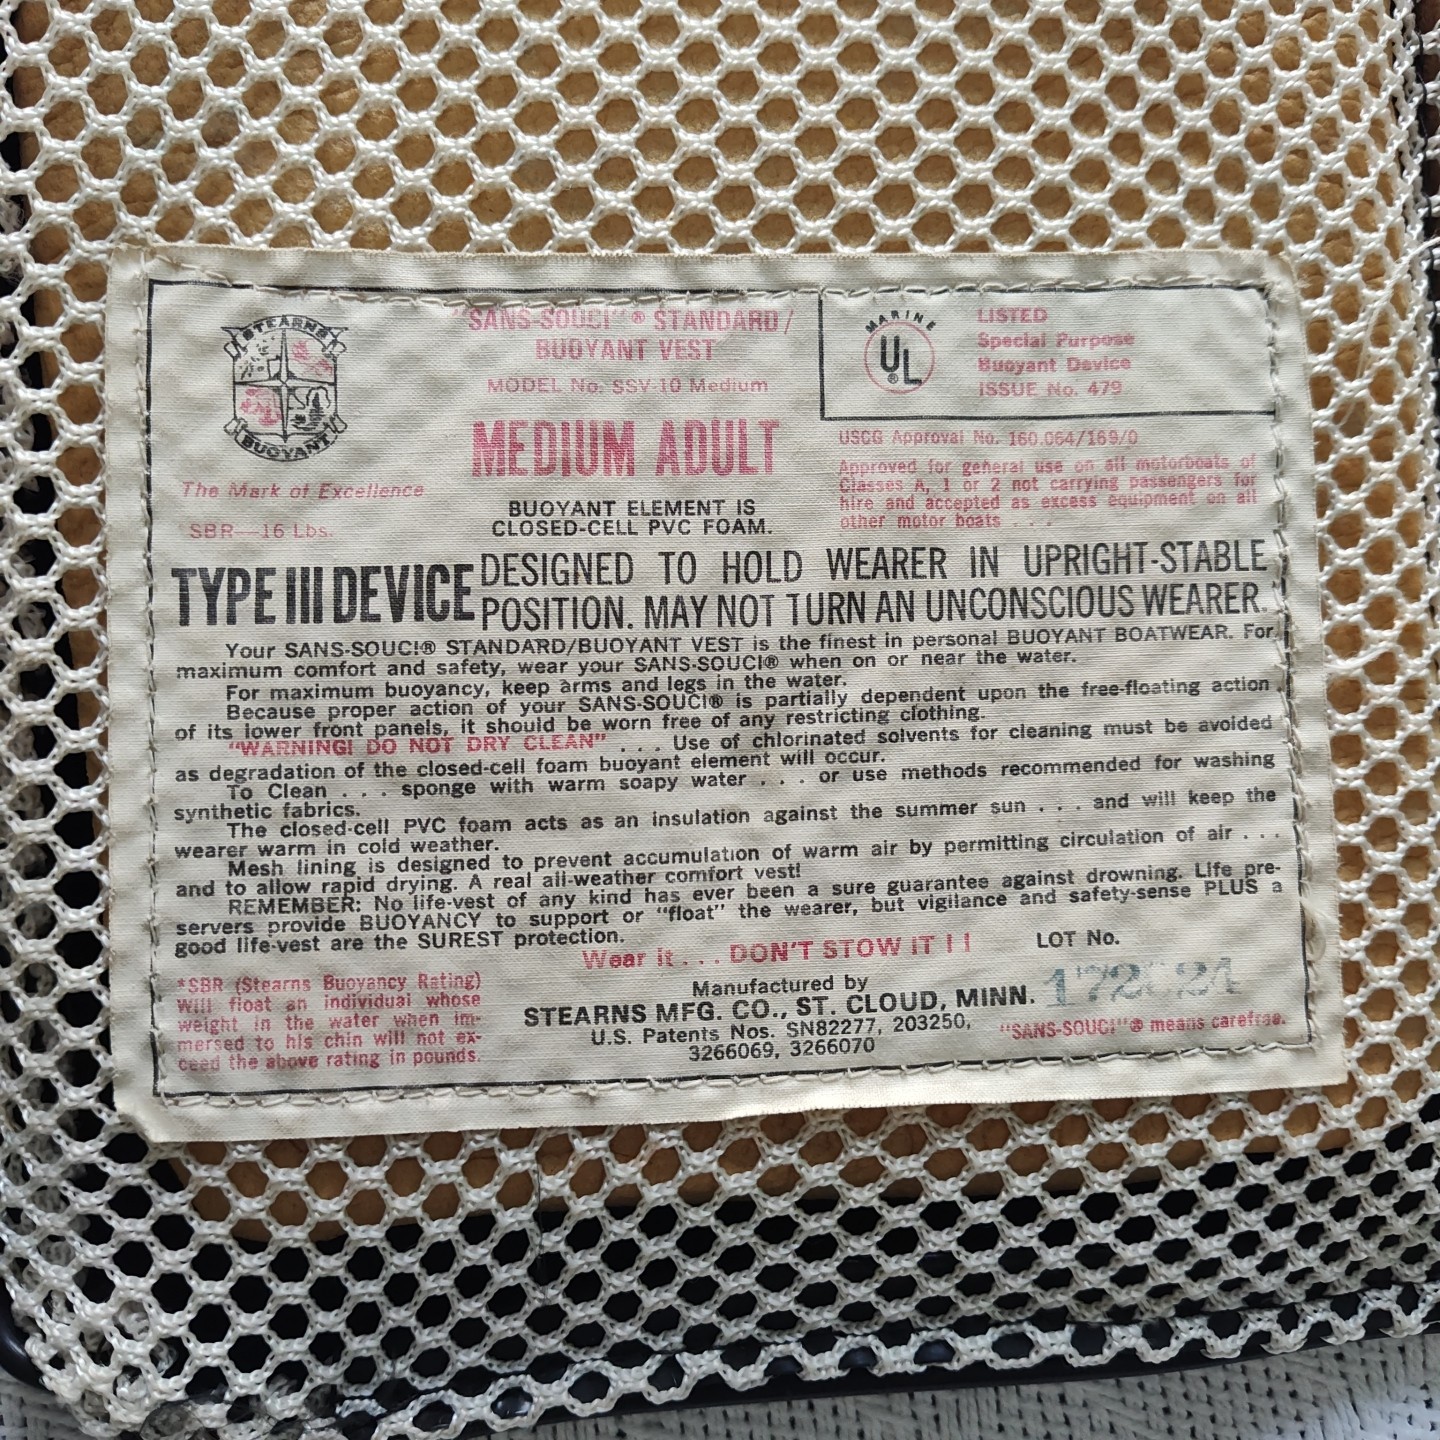 STEARNS
BUOYANT
The Mark of Excellence
*SBR—16 Lbs.
"SANS-SOUCI"® STANDARD/
BUOYANT VEST
MODEL No. SSV-10 Medium
MEDIUM ADULT
BUOYANT ELEMENT IS
CLOSED-CELL PVC FOAM.
MARINE
UL®
LISTED
Special Purpose
Buoyant Device
ISSUE No. 479
USCG Approval No. 160.064/169/0
Approved for general use on all motorboats of
Classes A, 1 or 2 not carrying passengers for
hire and accepted as excess equipment on all
other motor boats . . .
TYPE III DEVICE DESIGNED TO HOLD WEARER IN UPRIGHT-STABLE
POSITION. MAY NOT TURN AN UNCONSCIOUS WEARER.
Your SANS-SOUCI® STANDARD/BUOYANT VEST is the finest in personal BUOYANT BOATWEAR. For
maximum comfort and safety, wear your SANS-SOUCI® when on or near the water.
For maximum buoyancy, keep arms and legs in the water.
Because proper action of your SANS-SOUCI® is partially dependent upon the free-floating action
of its lower front panels, it should be worn free of any restricting clothing.
"WARNING! DO NOT DRY CLEAN" . . . Use of chlorinated solvents for cleaning must be avoided
as degradation of the closed-cell foam buoyant element will occur.
To Clean . . . sponge with warm soapy water . . . or use methods recommended for washing
synthetic fabrics.
The closed-cell PVC foam acts as an insulation against the summer sun . . . and will keep the
wearer warm in cold weather.
Mesh lining is designed to prevent accumulation of warm air by permitting circulation of air . . .
and to allow rapid drying. A real all-weather comfort vest!
REMEMBER: No life-vest of any kind has ever been a sure guarantee against drowning. Life pre-
servers provide BUOYANCY to support or "float" the wearer, but vigilance and safety-sense PLUS a
good life-vest are the SUREST protection.
Wear it . . . DON'T STOW IT ! !
LOT No.
*SBR (Stearns Buoyancy Rating)
will float an individual whose
weight in the water when im-
mersed to his chin will not ex-
ceed the above rating in pounds.
Manufactured by
STEARNS MFG. CO., ST. CLOUD, MINN.
U.S. Patents Nos. SN82277, 203250,
3266069, 3266070
"SANS-SOUCI"® means carefree.